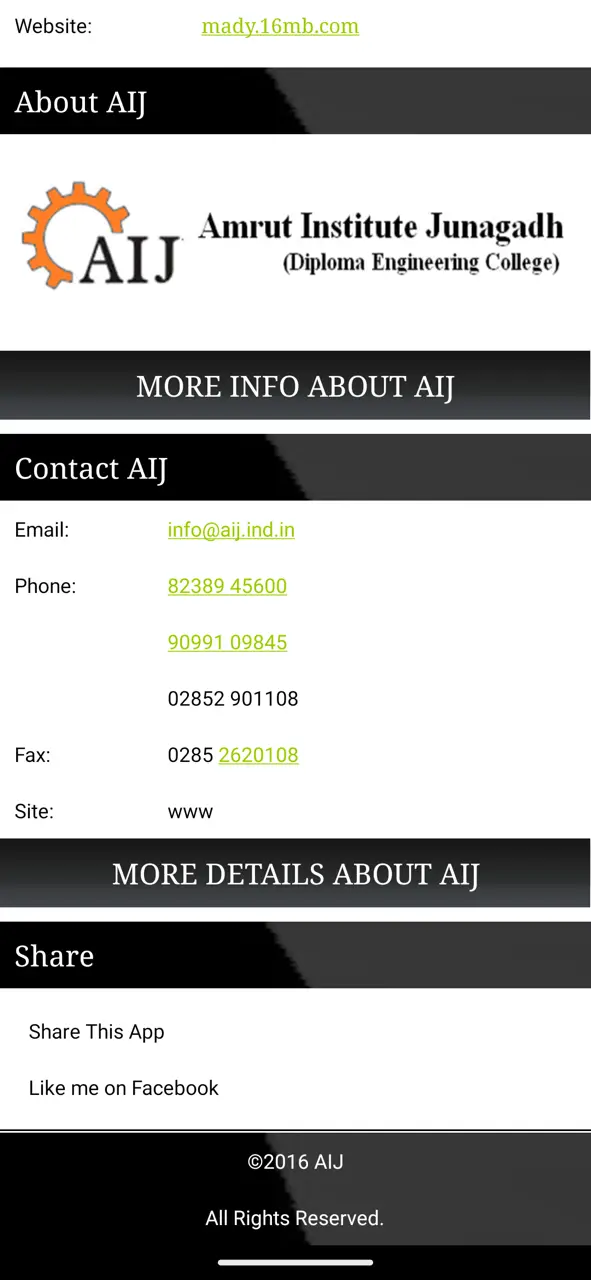 Website: mady.16mb.com
About AIJ
AIJ
Amrut Institute Junagadh
(Diploma Engineering College)
MORE INFO ABOUT AIJ
Contact AIJ
Email: info@aij.ind.in
Phone: 82389 45600
90991 09845
02852 901108
Fax: 0285 2620108
Site: www
MORE DETAILS ABOUT AIJ
Share
Share This App
Like me on Facebook
©2016 AIJ
All Rights Reserved.